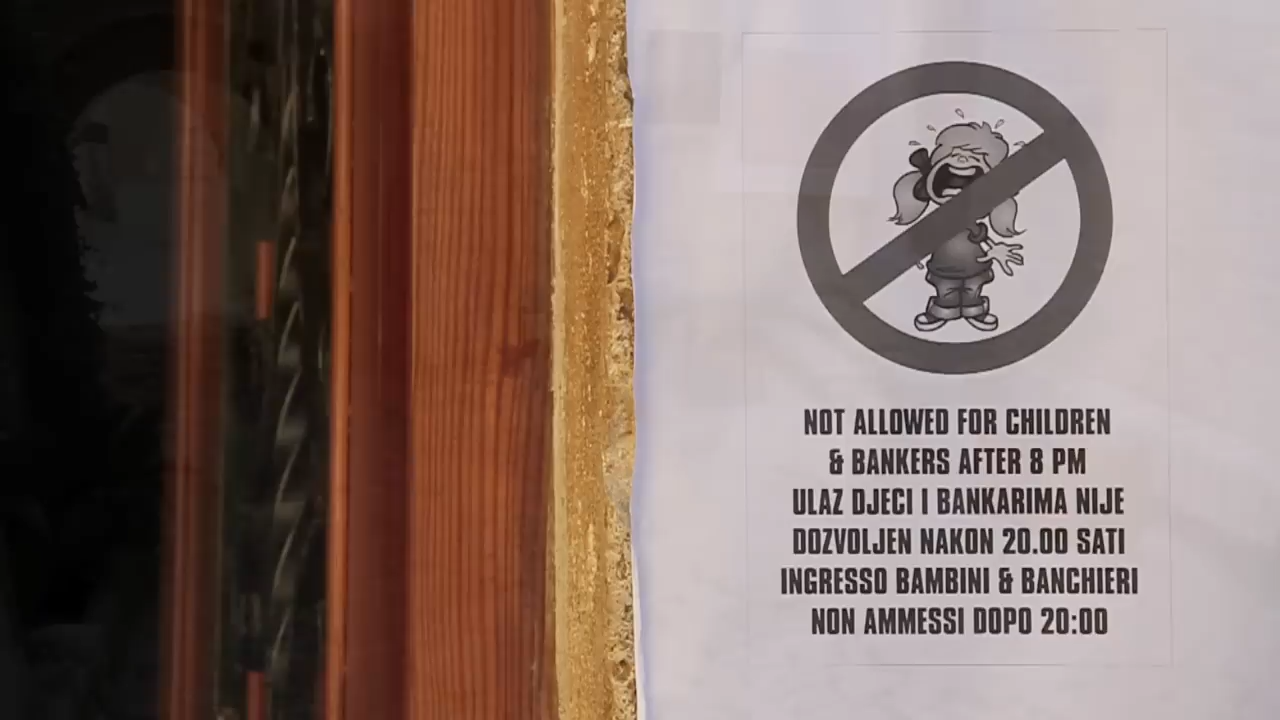 NOT ALLOWED FOR CHILDREN
& BANKERS AFTER 8 PM
ULAZ DJECI I BANKARIMA NIJE
DOZVOLJEN NAKON 20.00 SATI
INGRESSO BAMBINI & BANCHIERI
NON AMMESSI DOPO 20:00